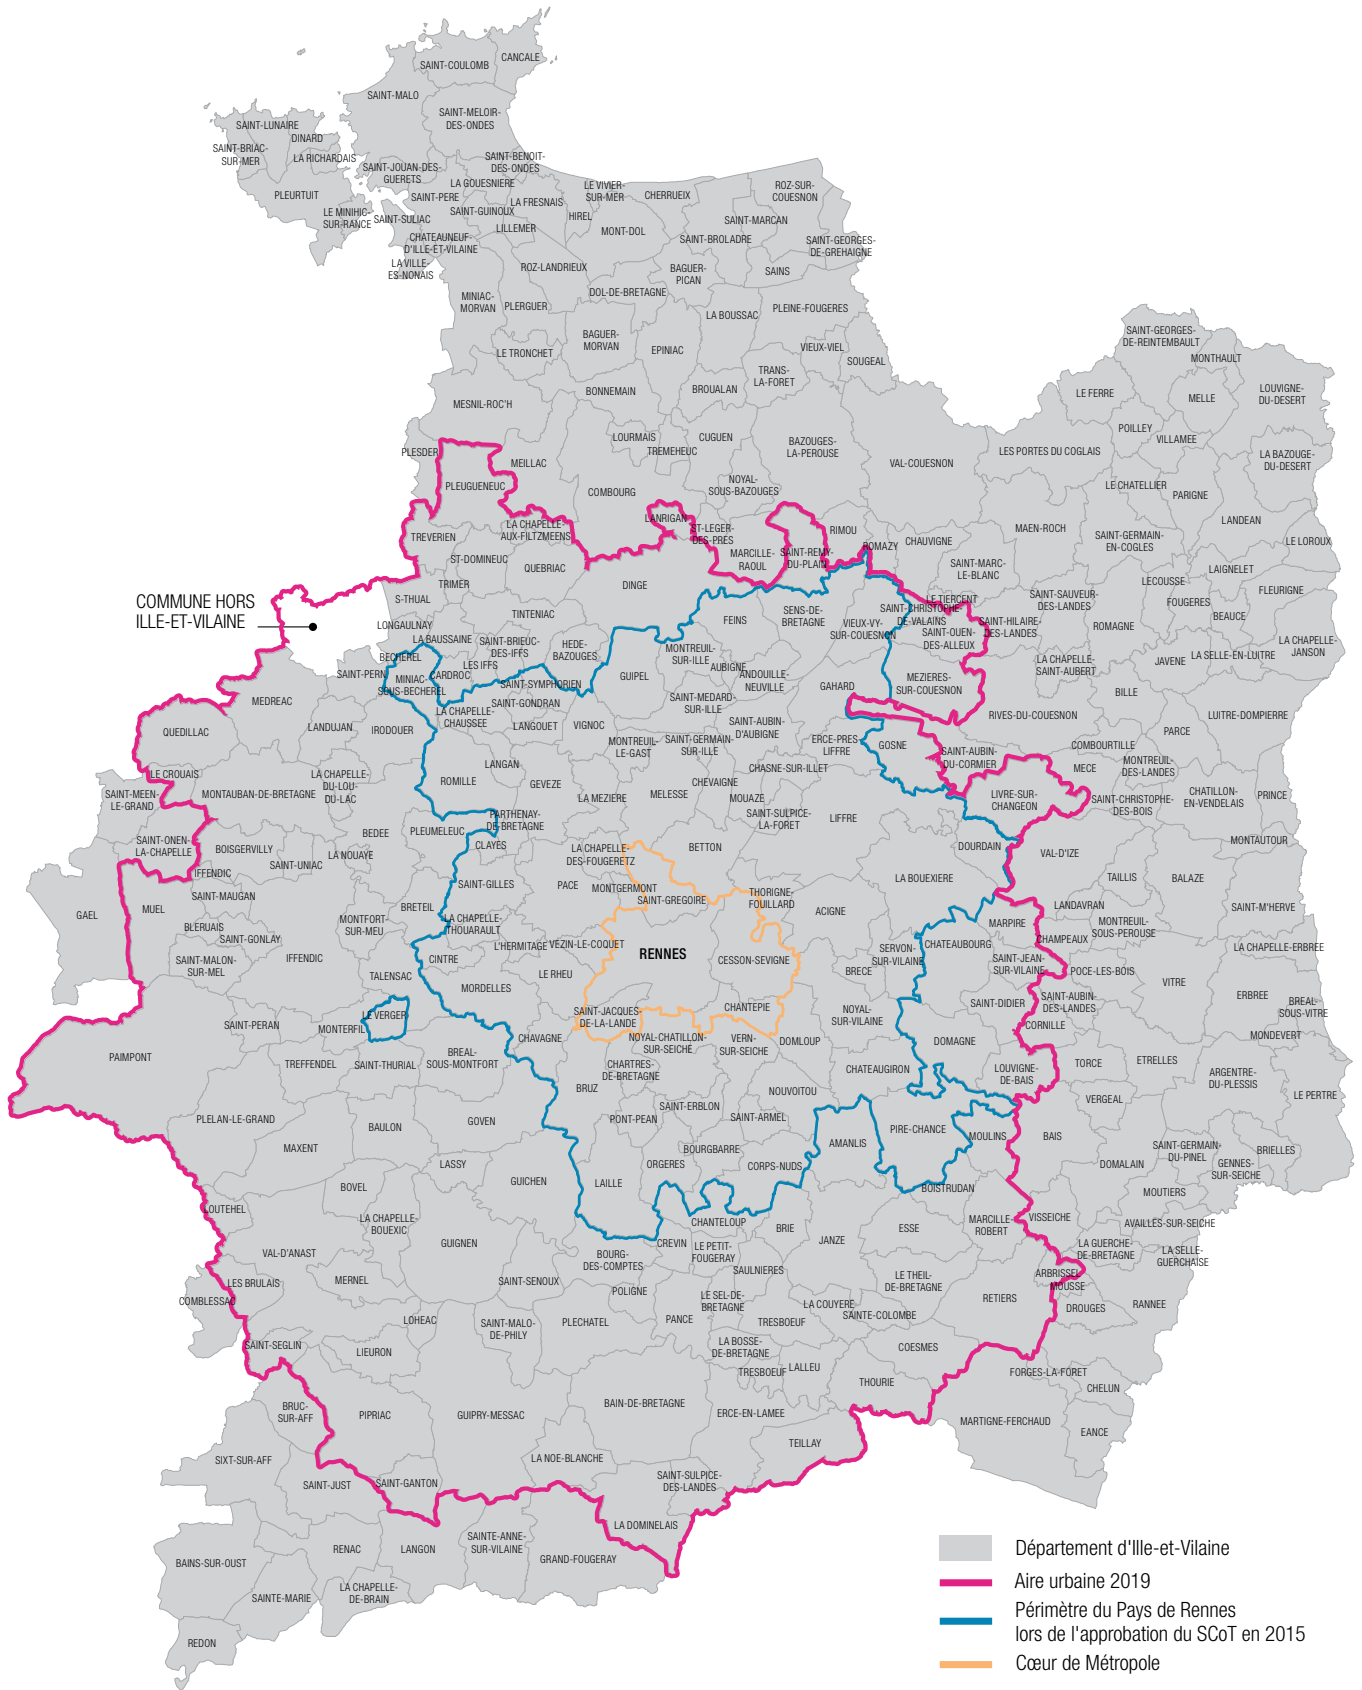 CANCALE
SAINT-COULOMB
SAINT-MALO
SAINT-MELOIR-
DES-ONDES
SAINT-LUNAIRE
DINARD
SAINT-BRIAC-
SUR-MER
LA RICHARDAIS
SAINT-BENOIT-
DES-ONDES
SAINT-JOUAN-DES-
GUERETS
LA GOUESNIERE
PLEURTUIT
SAINT-PERE
LE VIVIER-
SUR-MER
CHERRUEIX
ROZ-SUR-
COUESNON
LA FRESNAIS
LE MINIHIC-
SUR-RANCE
SAINT-SULIAC
SAINT-GUINOUX
HIREL
LILLEMER
MONT-DOL
SAINT-MARCAN
SAINT-BROLADRE
CHATEAUNEUF-
D'ILLE-ET-VILAINE
SAINT-GEORGES-
DE-GREHAIGNE
LA VILLE-
ES-NONAIS
ROZ-LANDRIEUX
BAGUER-
PICAN
SAINS
DOL-DE-BRETAGNE
MINIAC-
MORVAN
PLERGUER
LA BOUSSAC
PLEINE-FOUGERES
BAGUER-
MORVAN
LE TRONCHET
EPINIAC
VIEUX-VIEL
SOUGEAL
TRANS-
LA-FORET
SAINT-GEORGES-
DE-REINTEMBAULT
MONTHAULT
BONNEMAIN
BROUALAN
LE FERRE
MELLE
LOUVIGNE-
DU-DESERT
MESNIL-ROC'H
LOURMAIS
CUGUEN
TREMEHEUC
BAZOUGES-
LA-PEROUSE
POILLEY
VILLAMEE
PLESDER
MEILLAC
VAL-COUESNON
LES PORTES DU COGLAIS
LA BAZOUGE-
DU-DESERT
PLEUGUENEUC
COMBOURG
NOYAL-
SOUS-BAZOUGES
LE CHATELLIER
PARIGNE
LANRIGAN
ST-LEGER-
DES-PRES
LANDEAN
TREVERIEN
LA CHAPELLE-
AUX-FILTZMEENS
RIMOU
MAEN-ROCH
SAINT-GERMAIN-
EN-COGLES
LE LOROUX
MARCILLE-
RAOUL
SAINT-REMY-
DU-PLAIN
ROMAZY
CHAUVIGNE
ST-DOMINEUC
QUEBRIAC
SAINT-MARC-
LE-BLANC
LAIGNELET
TRIMER
DINGE
LECOUSSE
FLEURIGNE
S-THUAL
LE TIERCENT
SAINT-SAUVEUR-
DES-LANDES
FOUGERES
COMMUNE HORS
ILLE-ET-VILAINE
TINTENIAC
FEINS
SENS-DE-
BRETAGNE
SAINT-CHRISTOPHE-
DE-VALAINS
BEAUCE
LONGAULNAY
VIEUX-VY-
SUR-COUESNON
SAINT-HILAIRE-
DES-LANDES
ROMAGNE
LA BAUSSAINE
SAINT-BRIEUC-
DES-IFFS
HEDE-
BAZOUGES
SAINT-OUEN-
DES-ALLEUX
LA CHAPELLE-
JANSON
BECHEREL
MONTREUIL-
SUR-ILLE
LA SELLE-EN-LUITRE
LES IFFS
AUBIGNE
LA CHAPELLE-
SAINT-AUBERT
JAVENE
SAINT-PERN
CARDROC
GUIPEL
ANDOUILLE-
NEUVILLE
MINIAC-
SOUS-BECHEREL
SAINT-SYMPHORIEN
GAHARD
MEZIERES-
SUR-COUESNON
BILLE
MEDREAC
SAINT-GONDRAN
SAINT-MEDARD-
SUR-ILLE
LA CHAPELLE-
CHAUSSEE
RIVES-DU-COUESNON
LUITRE-DOMPIERRE
LANDUJAN
IRODOUER
LANGOUET
VIGNOC
SAINT-AUBIN-
D'AUBIGNE
PARCE
QUEDILLAC
MONTREUIL-
LE-GAST
SAINT-GERMAIN-
SUR-ILLE
ERCE-PRES-
LIFFRE
GOSNE
COMBOURTILLE
SAINT-AUBIN-
DU-CORMIER
MONTREUIL-
DES-LANDES
LANGAN
CHASNE-SUR-ILLET
MECE
LE CROUAIS
LA CHAPELLE-
DU-LOU-
DU-LAC
ROMILLE
GEVEZE
CHEVAIGNE
SAINT-MEEN-
LE-GRAND
MONTAUBAN-DE-BRETAGNE
LA MEZIERE
MELESSE
MOUAZE
LIVRE-SUR-
CHANGEON
SAINT-CHRISTOPHE-
DES-BOIS
CHATILLON-
EN-VENDELAIS
PRINCE
PARTHENAY-
DE-BRETAGNE
SAINT-SULPICE-
LA-FORET
LIFFRE
BEDEE
PLEUMELEUC
SAINT-ONEN-
LA-CHAPELLE
BOISGERVILLY
LA NOUAYE
CLAYES
LA CHAPELLE-
DES-FOUGERETZ
BETTON
DOURDAIN
VAL-D'IZE
MONTAUTOUR
SAINT-UNIAC
IFFENDIC
SAINT-GILLES
PACE
MONTGERMONT
SAINT-GREGOIRE
THORIGNE-
FOUILLARD
LA BOUEXIERE
TAILLIS
BALAZE
SAINT-MAUGAN
GAEL
MUEL
BRETEIL
ACIGNE
LANDAVRAN
SAINT-M'HERVE
BLERUAIS
MONTFORT-
SUR-MEU
LA CHAPELLE-
THOUARAULT
MARPIRE
MONTREUIL-
SOUS-PEROUSE
SAINT-GONLAY
L'HERMITAGE
VEZIN-LE-COQUET
CHAMPEAUX
CHATEAUBOURG
LA CHAPELLE-ERBREE
SAINT-MALON-
SUR-MEL
IFFENDIC
CINTRE
RENNES
CESSON-SEVIGNE
SERVON-
SUR-VILAINE
SAINT-JEAN-
SUR-VILAINE
TALENSAC
LE RHEU
BRECE
POCE-LES-BOIS
VITRE
MORDELLES
ERBREE
SAINT-DIDIER
SAINT-AUBIN-
DES-LANDES
BREAL-
SOUS-VITRE
LE VERGER
SAINT-JACQUES-
DE-LA-LANDE
CHANTEPIE
NOYAL-
SUR-VILAINE
SAINT-PERAN
MONTERFIL
CORNILLE
MONDEVERT
PAIMPONT
CHAVAGNE
NOYAL-CHATILLON-
SUR-SEICHE
VERN-
SUR-SEICHE
DOMLOUP
DOMAGNE
TREFFENDEL
SAINT-THURIAL
BREAL-
SOUS-MONTFORT
CHARTRES-
DE-BRETAGNE
CHATEAUGIRON
LOUVIGNE-
DE-BAIS
TORCE
ETRELLES
ARGENTRE-
DU-PLESSIS
BRUZ
NOUVOITOU
LE PERTRE
VERGEAL
PLELAN-LE-GRAND
BAULON
GOVEN
PONT-PEAN
SAINT-ERBLON
SAINT-ARMEL
PIRE-CHANCE
MOULINS
BAIS
MAXENT
AMANLIS
BOURGBARRE
SAINT-GERMAIN-
DU-PINEL
BRIELLES
LASSY
ORGERES
CORPS-NUDS
DOMALAIN
GENNES-
SUR-SEICHE
BOVEL
GUICHEN
LAILLE
BOISTRUDAN
MOUTIERS
LOUTEHEL
LA CHAPELLE-
BOUEXIC
CHANTELOUP
BRIE
ESSE
MARCILLE-
ROBERT
VISSEICHE
AVAILLES-SUR-SEICHE
GUIGNEN
CREVIN
LE PETIT-
FOUGERAY
JANZE
LA GUERCHE-
DE-BRETAGNE
LA SELLE-
GUERCHAISE
VAL-D'ANAST
BOURG-
DES-COMPTES
SAULNIERES
MERNEL
SAINT-SENOUX
LE THEIL-
DE-BRETAGNE
ARBRISSEL
MOUSSE
LES BRULAIS
POLIGNE
COMBLESSAC
LE SEL-DE-
BRETAGNE
LA COUYERE
RETIERS
DROUGES
RANNEE
LOHEAC
SAINT-MALO-
DE-PHILY
PLECHATEL
PANCE
TRESBOEUF
SAINTE-COLOMBE
SAINT-SEGLIN
LIEURON
LA BOSSE-
DE-BRETAGNE
COESMES
TRESBOEUF
LALLEU
FORGES-LA-FORET
THOURIE
CHELUN
BRUC-
SUR-AFF
PIPRIAC
GUIPRY-MESSAC
BAIN-DE-BRETAGNE
ERCE-EN-LAMEE
MARTIGNE-FERCHAUD
EANCE
TEILLAY
SIXT-SUR-AFF
LA NOE-BLANCHE
SAINT-JUST
SAINT-GANTON
SAINT-SULPICE-
DES-LANDES
LA DOMINELAIS
RENAC
LANGON
SAINTE-ANNE-
SUR-VILAINE
GRAND-FOUGERAY
BAINS-SUR-OUST
SAINTE-MARIE
LA CHAPELLE-
DE-BRAIN
REDON
Département d'Ille-et-Vilaine
Aire urbaine 2019
Périmètre du Pays de Rennes
lors de l'approbation du SCoT en 2015
Cœur de Métropole